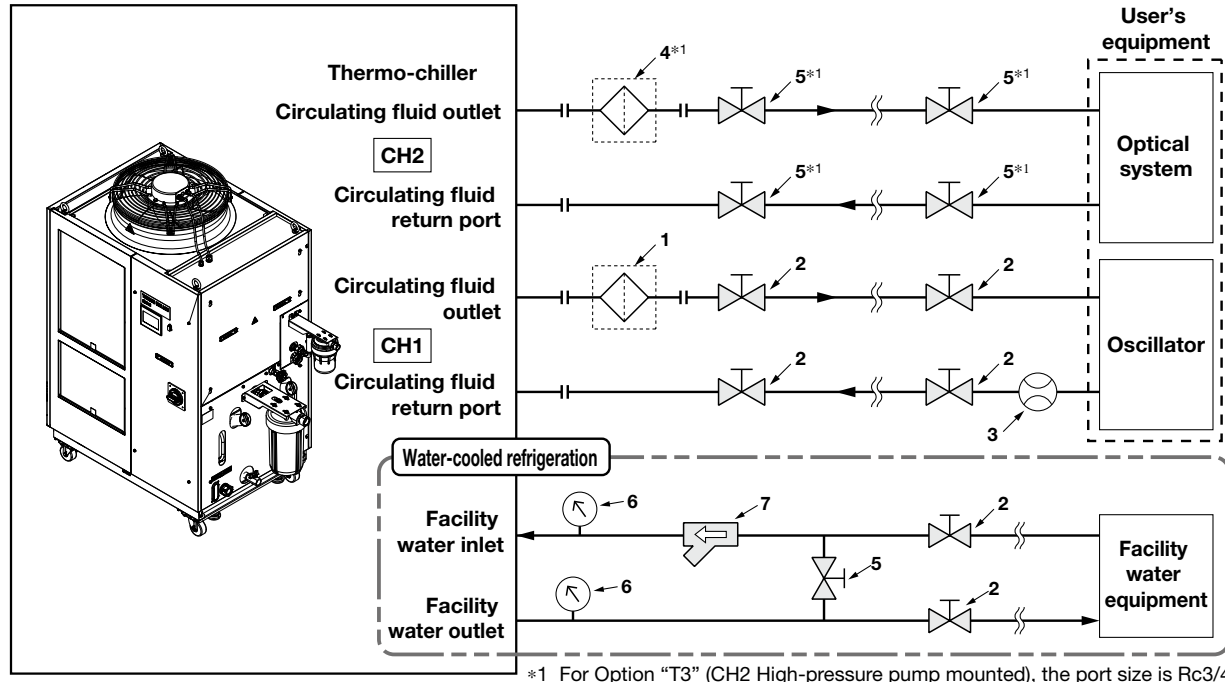 User's
equipment
Thermo-chiller
4*1
5*1
5*1
Circulating fluid outlet
CH2
Optical
system
Circulating fluid
return port
5*1
5*1
1
2
2
Circulating fluid
outlet
CH1
Oscillator
Circulating fluid
return port
2
2
3
Water-cooled refrigeration
6
7
2
Facility
water inlet
5
Facility
water
equipment
6
2
Facility
water outlet
*1 For Option “T3” (CH2 High-pressure pump mounted), the port size is Rc3/4